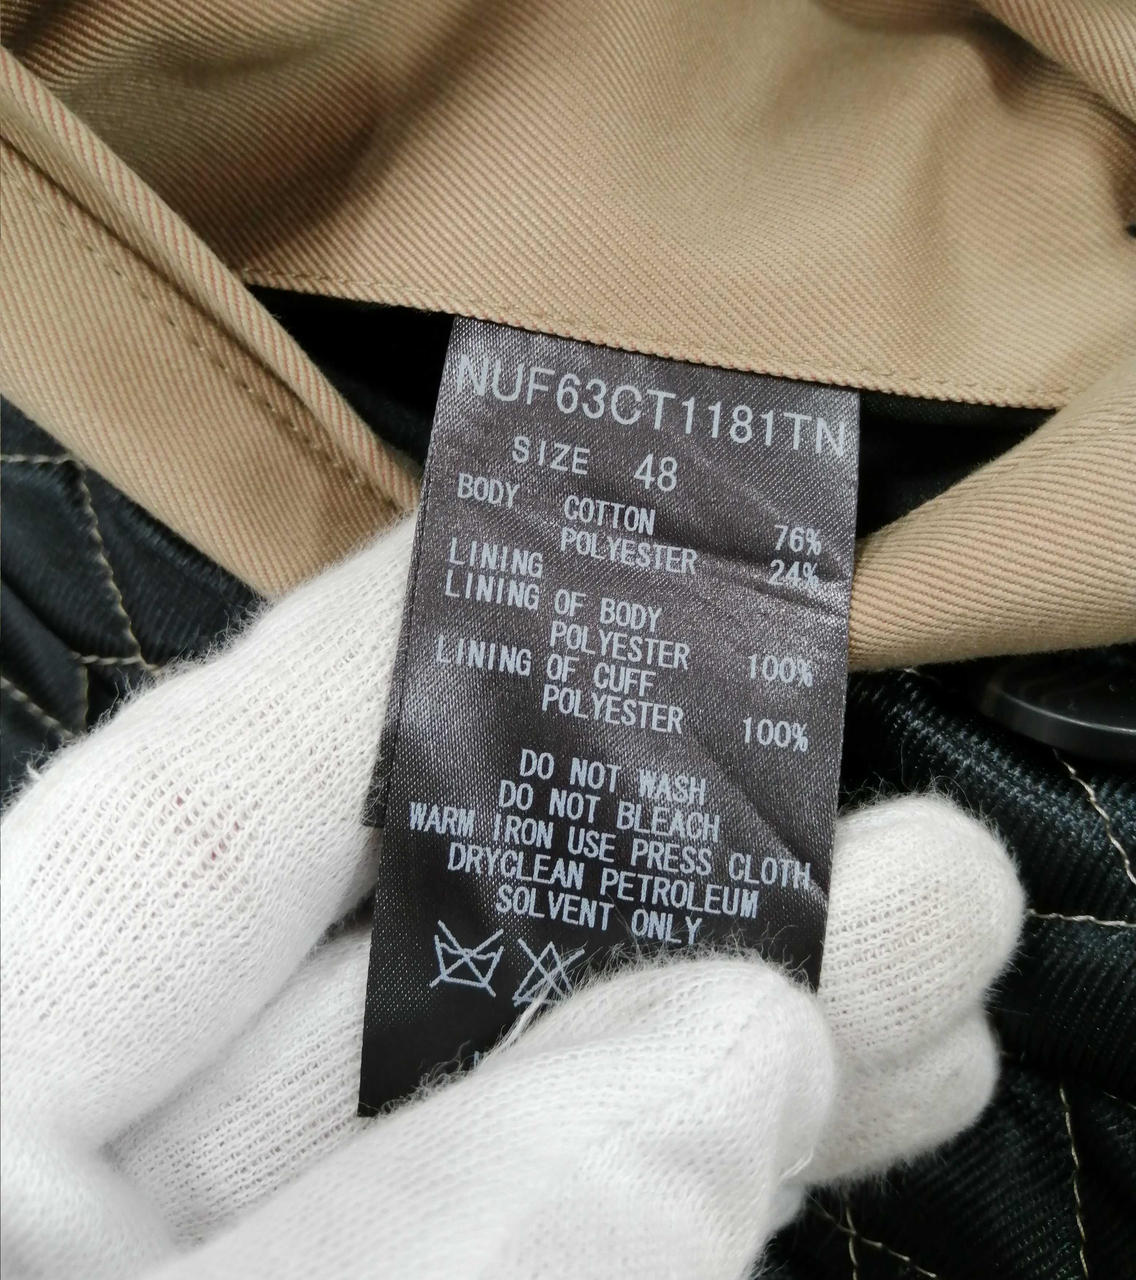 NUF63CT1181TN
SIZE 48
BODY COTTON 76%
POLYESTER 24%
LINING
LINING OF BODY
POLYESTER 100%
LINING OF CUFF
POLYESTER 100%
DO NOT WASH
DO NOT BLEACH
WARM IRON USE PRESS CLOTH
DRYCLEAN PETROLEUM
SOLVENT ONLY